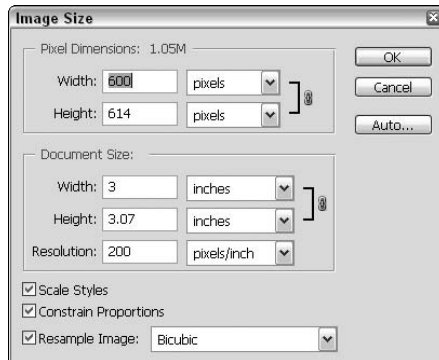 Image Size
Pixel Dimensions: 1.05M
Width: 600 pixels
Height: 614 pixels
OK
Cancel
Auto...
Document Size:
Width: 3 inches
Height: 3.07 inches
Resolution: 200 pixels/inch
Scale Styles
Constrain Proportions
Resample Image: Bicubic